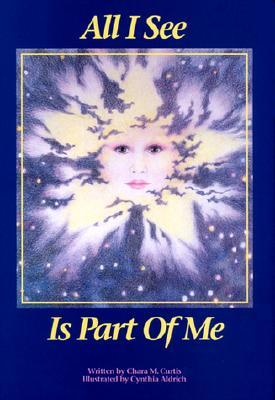 All I See
Is Part Of Me
Written by Chara M. Curtis
Illustrated by Cynthia Aldrich